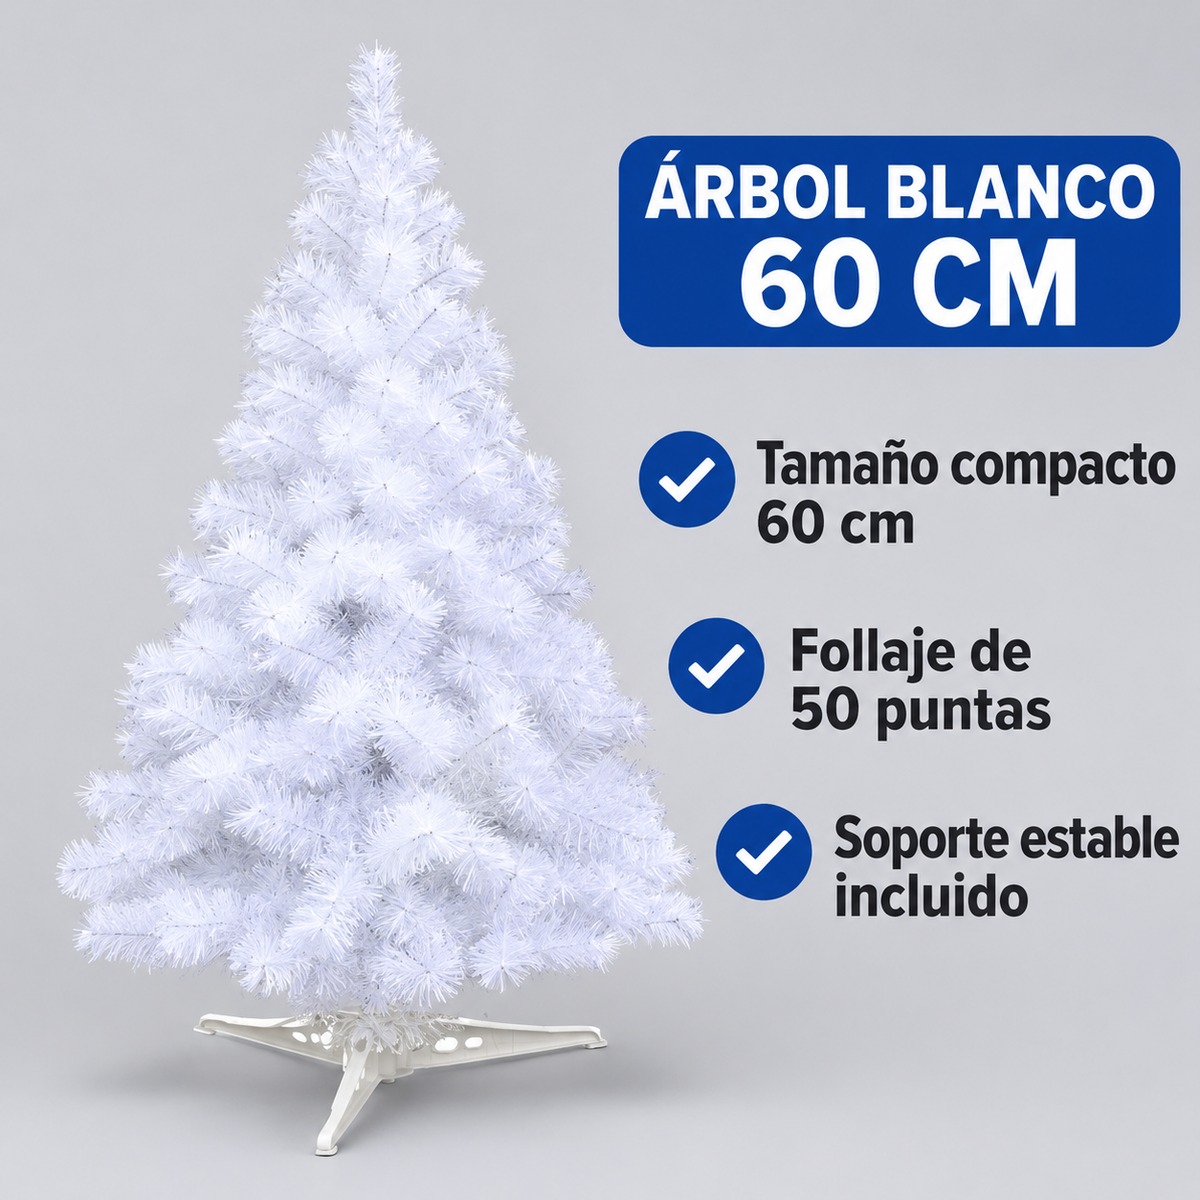 ÁRBOL BLANCO
60 CM
Tamaño compacto
60 cm
Follaje de
50 puntas
Soporte estable
incluido